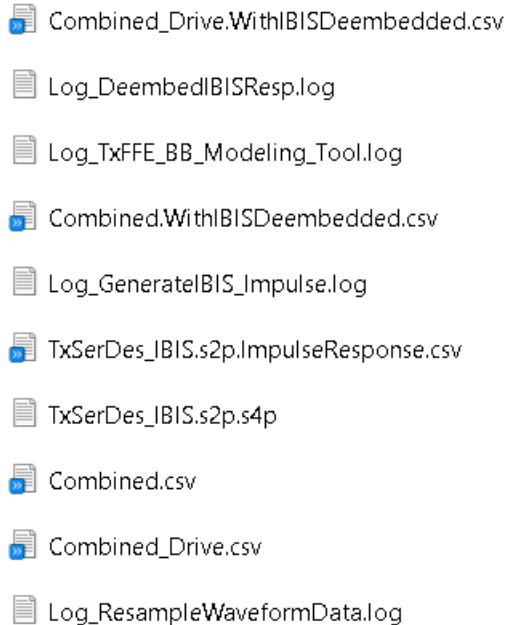 Combined_Drive.WithIBISDeembedded.csv
Log_DeembedIBISResp.log
Log_TxFFE_BB_Modeling_Tool.log
Combined.WithIBISDeembedded.csv
Log_GenerateIBIS_Impulse.log
TxSerDes_IBIS.s2p.ImpulseResponse.csv
TxSerDes_IBIS.s2p.s4p
Combined.csv
Combined_Drive.csv
Log_ResampleWaveformData.log